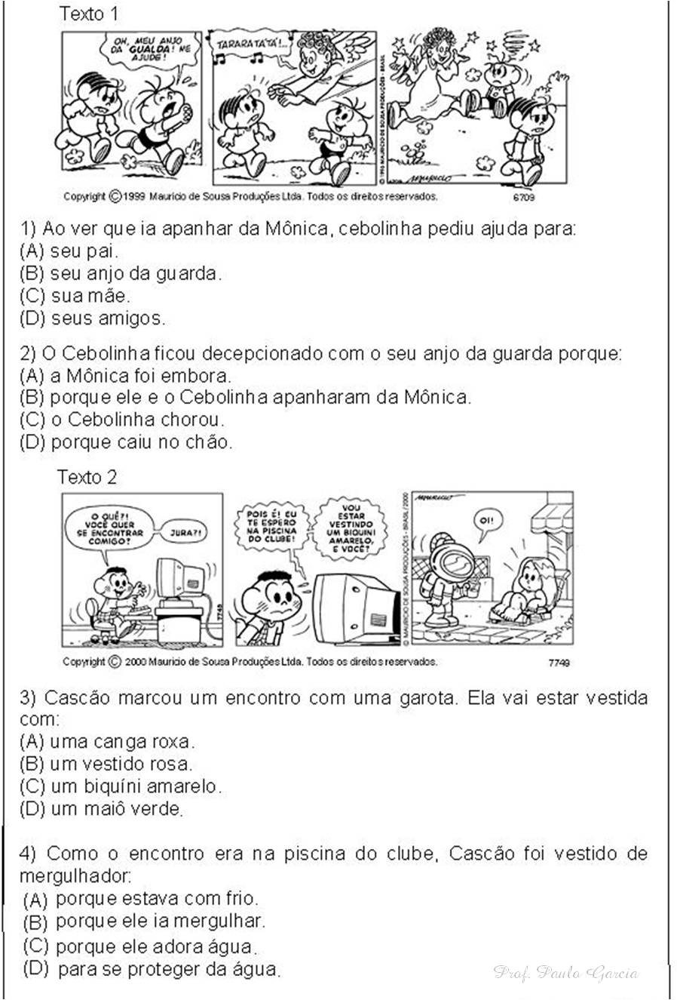 Texto 1
OH, MEU ANJO
DA "GUALDA! ME
AJUDE!
TARARATATÁ!...
© 1999 MAURICIO DE SOUSA PRODUÇÕES - BRASIL
MAURICIO
Copyright © 1999 Mauricio de Sousa Produções Ltda. Todos os direitos reservados.
6709
1) Ao ver que ia apanhar da Mônica, cebolinha pediu ajuda para:
(A) seu pai.
(B) seu anjo da guarda.
(C) sua mãe.
(D) seus amigos.
2) O Cebolinha ficou decepcionado com o seu anjo da guarda porque:
(A) a Mônica foi embora.
(B) porque ele e o Cebolinha apanharam da Mônica.
(C) o Cebolinha chorou.
(D) porque caiu no chão.
Texto 2
O QUÊ?!
VOCÊ QUER
SE ENCONTRAR
COMIGO?
JURA?!
7749
POIS É! EU
TE ESPERO
NA PISCINA
DO CLUBE!
VOU
ESTAR
VESTINDO
UM BIQUINI
AMARELO,
E VOCÊ?
© MAURICIO DE SOUSA PRODUÇÕES - BRASIL/2000
MAURICIO
OI!
Copyright © 2000 Mauricio de Sousa Produções Ltda. Todos os direitos reservados.
7749
3) Cascão marcou um encontro com uma garota. Ela vai estar vestida
com:
(A) uma canga roxa.
(B) um vestido rosa.
(C) um biquíni amarelo.
(D) um maiô verde.
4) Como o encontro era na piscina do clube, Cascão foi vestido de
mergulhador:
(A) porque estava com frio.
(B) porque ele ia mergulhar.
(C) porque ele adora água.
(D) para se proteger da água.
Prof. Paulo Garcia